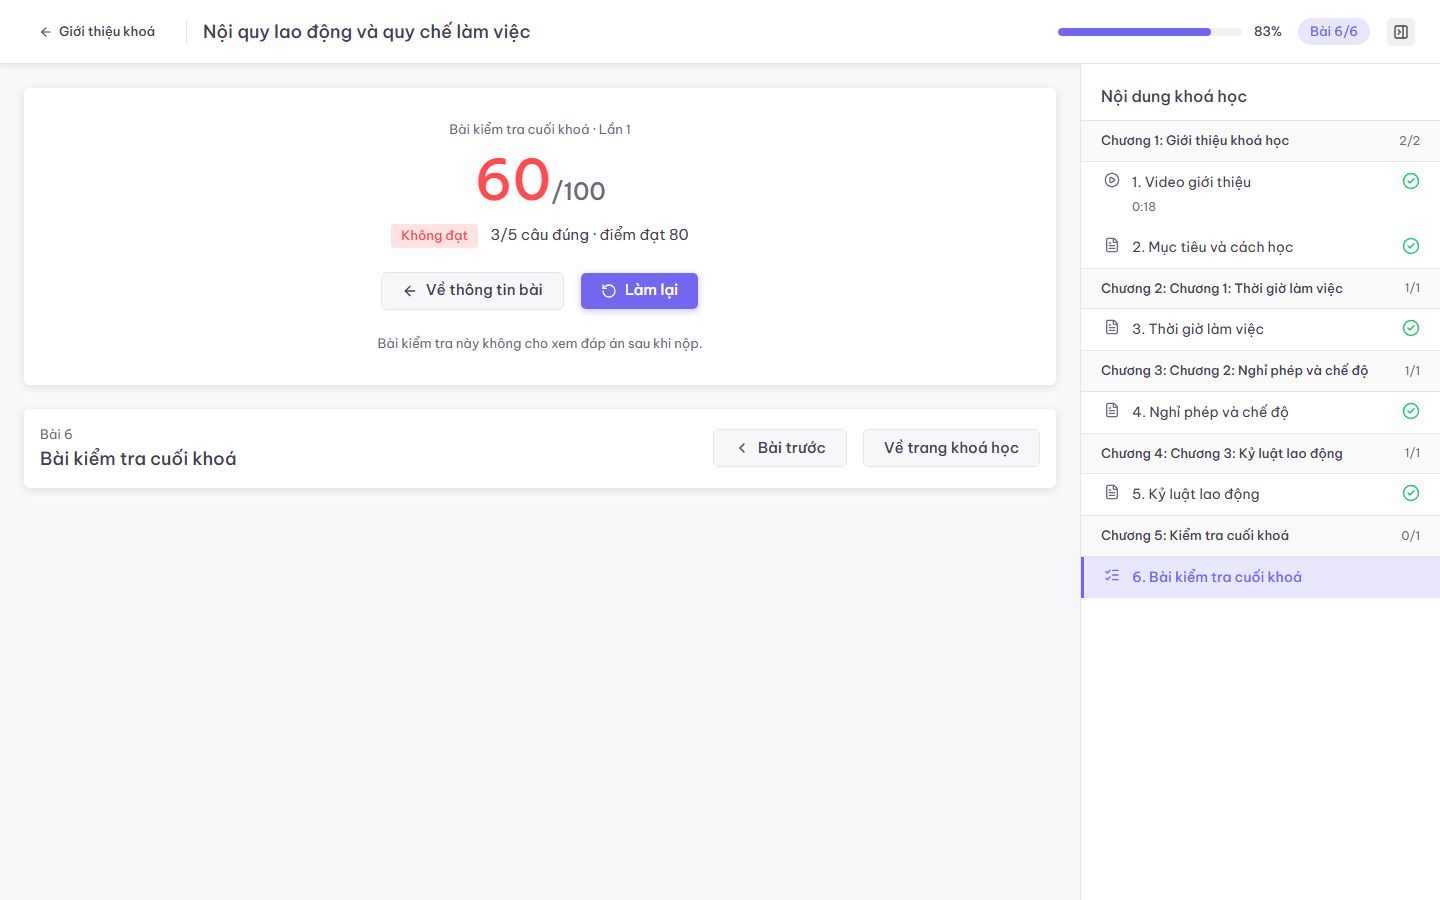 Giới thiệu khoá
Nội quy lao động và quy chế làm việc
83%
Bài 6/6
Bài kiểm tra cuối khoá · Lần 1
60/100
Không đạt
3/5 câu đúng · điểm đạt 80
Về thông tin bài
Làm lại
Bài kiểm tra này không cho xem đáp án sau khi nộp.
Bài 6
Bài kiểm tra cuối khoá
Bài trước
Về trang khoá học
Nội dung khoá học
Chương 1: Giới thiệu khoá học 2/2
1. Video giới thiệu
0:18
2. Mục tiêu và cách học
Chương 2: Chương 1: Thời giờ làm việc 1/1
3. Thời giờ làm việc
Chương 3: Chương 2: Nghỉ phép và chế độ 1/1
4. Nghỉ phép và chế độ
Chương 4: Chương 3: Kỷ luật lao động 1/1
5. Kỷ luật lao động
Chương 5: Kiểm tra cuối khoá 0/1
6. Bài kiểm tra cuối khoá